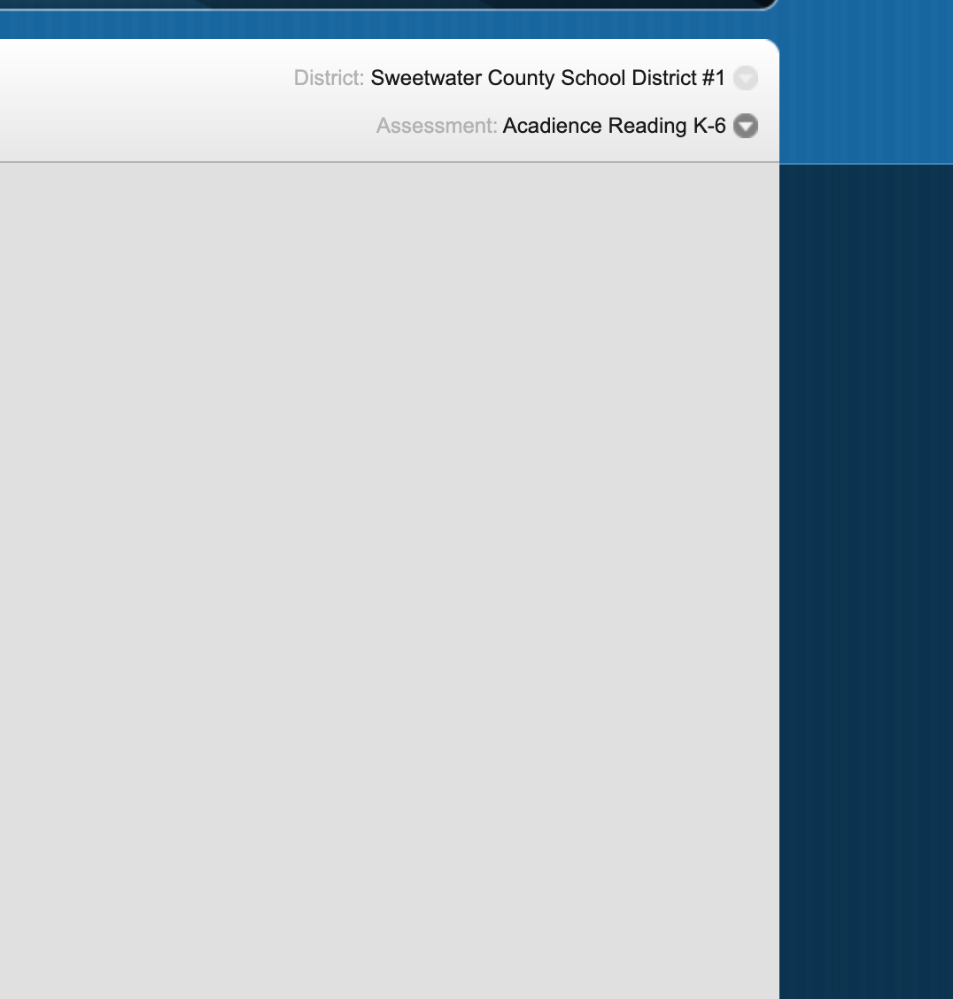 District: Sweetwater County School District #1
Assessment: Acadience Reading K-6